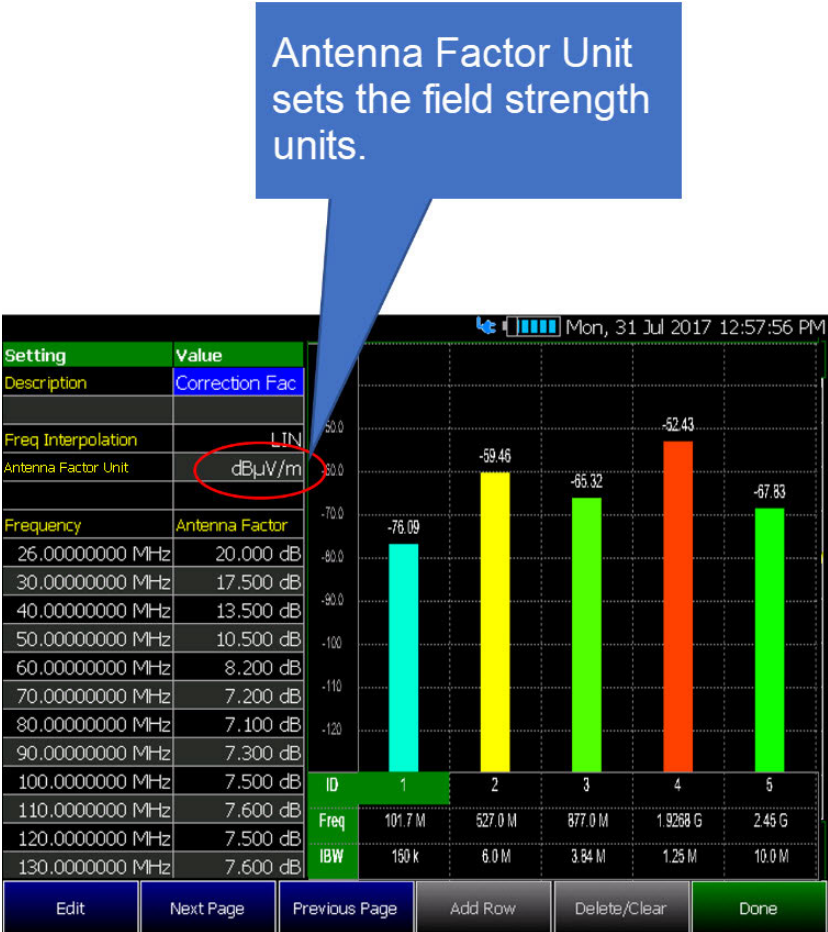 Antenna Factor Unit
sets the field strength
units.
Mon, 31 Jul 2017 12:57:56 PM
Setting Value
Description Correction Fac
Freq Interpolation LIN
Antenna Factor Unit dBµV/m
Frequency Antenna Factor
26.00000000 MHz 20.000 dB
30.00000000 MHz 17.500 dB
40.00000000 MHz 13.500 dB
50.00000000 MHz 10.500 dB
60.00000000 MHz 8.200 dB
70.00000000 MHz 7.200 dB
80.00000000 MHz 7.100 dB
90.00000000 MHz 7.300 dB
100.0000000 MHz 7.500 dB
110.0000000 MHz 7.600 dB
120.0000000 MHz 7.500 dB
130.0000000 MHz 7.600 dB
-70.0
-80.0
-90.0
-100
-110
-120
-76.09
-59.46
-65.32
-52.43
-67.83
ID 1 2 3 4 5
Freq 101.7 M 527.0 M 877.0 M 1.9268 G 2.45 G
IBW 150 k 6.0 M 3.84 M 1.25 M 10.0 M
Edit Next Page Previous Page Add Row Delete/Clear Done